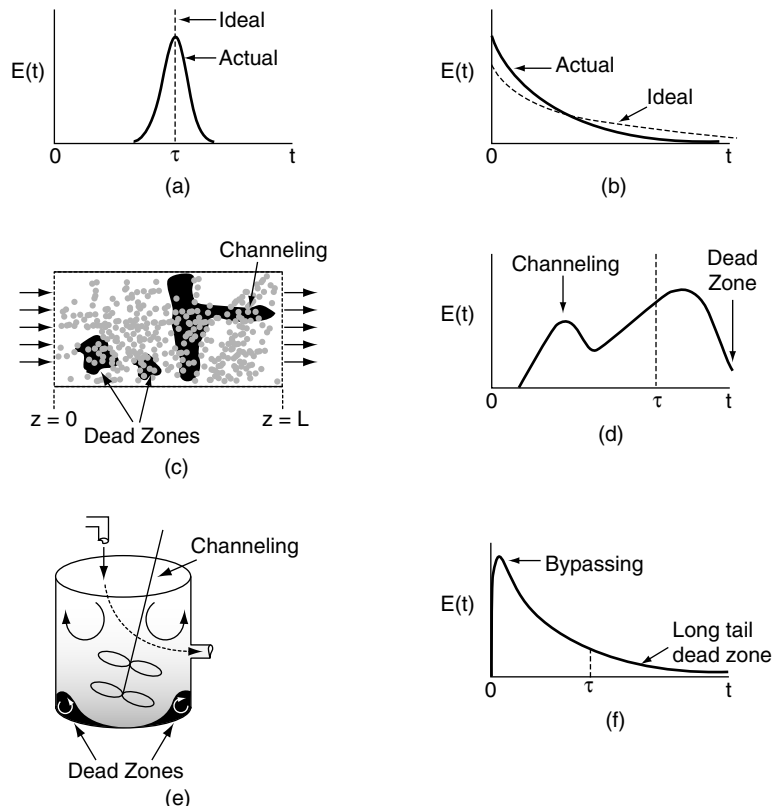 Ideal
Actual
E(t)
0
τ
t
(a)
Actual
Ideal
E(t)
0
t
(b)
Channeling
z = 0
Dead Zones
z = L
(c)
Channeling
Dead
Zone
E(t)
0
τ
t
(d)
Channeling
Dead Zones
(e)
Bypassing
E(t)
Long tail
dead zone
0
τ
t
(f)